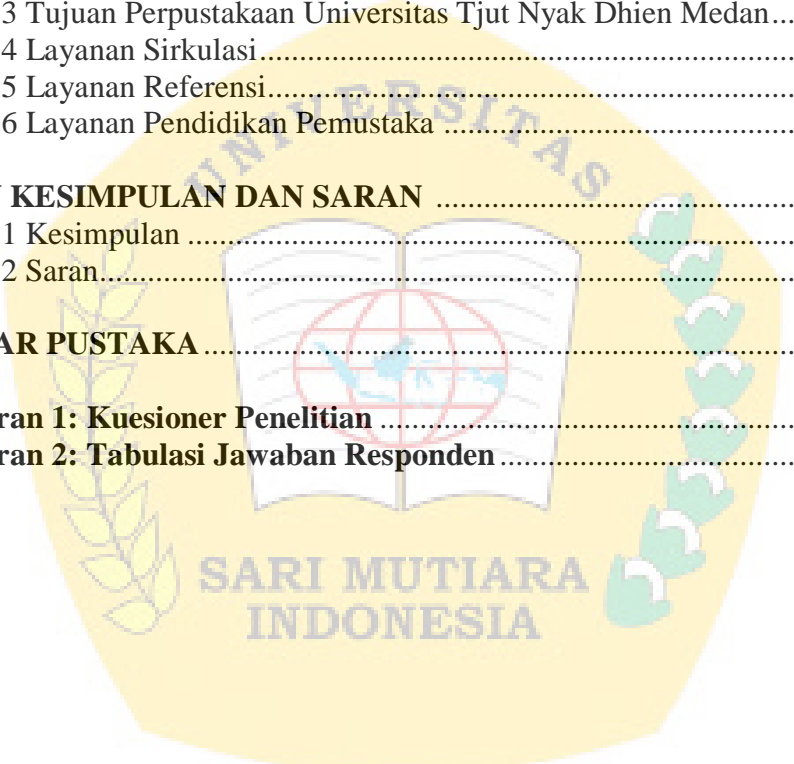 3 Tujuan Perpustakaan Universitas Tjut Nyak Dhien Medan...
4 Layanan Sirkulasi
5 Layanan Referensi
6 Layanan Pendidikan Pemustaka
KESIMPULAN DAN SARAN
1 Kesimpulan
2 Saran
AR PUSTAKA
ran 1: Kuesioner Penelitian
ran 2: Tabulasi Jawaban Responden
UNIVERSITAS
SARI MUTIARA
INDONESIA